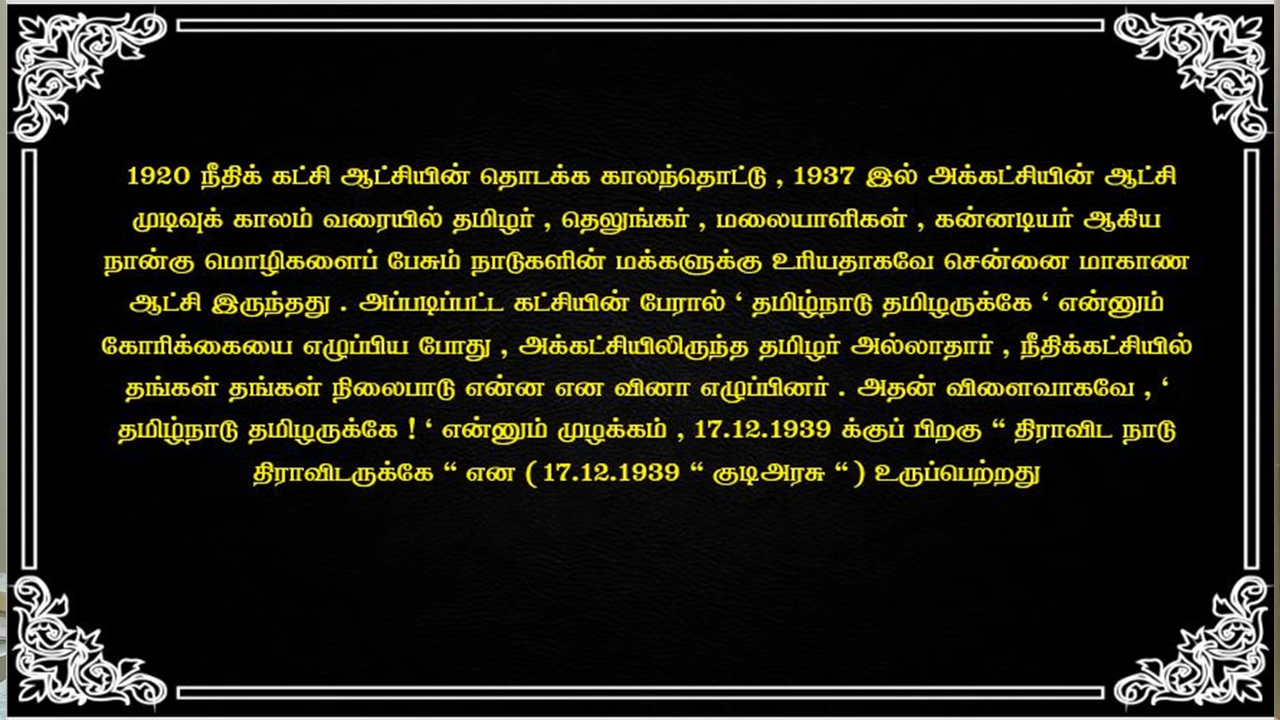 1920 நீதிக் கட்சி ஆட்சியின் தொடக்க காலந்தொட்டு , 1937 இல் அக்கட்சியின் ஆட்சி
முடிவுக் காலம் வரையில் தமிழர் , தெலுங்கர் , மலையாளிகள் , கன்னடியர் ஆகிய
நான்கு மொழிகளைப் பேசும் நாடுகளின் மக்களுக்கு உரியதாகவே சென்னை மாகாண
ஆட்சி இருந்தது . அப்படிப்பட்ட கட்சியின் பேரால் ‘ தமிழ்நாடு தமிழருக்கே ‘ என்னும்
கோரிக்கையை எழுப்பிய போது , அக்கட்சியிலிருந்த தமிழர் அல்லாதார் , நீதிக்கட்சியில்
தங்கள் தங்கள் நிலைபாடு என்ன என வினா எழுப்பினர் . அதன் விளைவாகவே , ‘
தமிழ்நாடு தமிழருக்கே ! ‘ என்னும் முழக்கம் , 17.12.1939 க்குப் பிறகு “ திராவிட நாடு
திராவிடருக்கே “ என ( 17.12.1939 “ குடிஅரசு “ ) உருப்பெற்றது